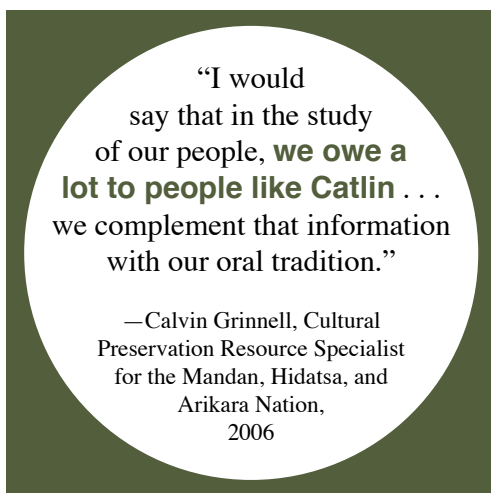 “I would
say that in the study
of our people, we owe a
lot to people like Catlin . . .
we complement that information
with our oral tradition.”
—Calvin Grinnell, Cultural
Preservation Resource Specialist
for the Mandan, Hidatsa, and
Arikara Nation,
2006